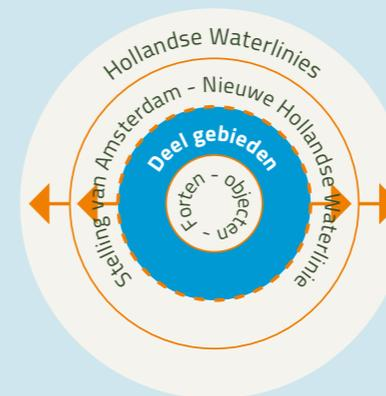 Hollandse Waterlinies
Stelling van Amsterdam - Nieuwe Hollandse Waterlinie
Deel gebieden
Forten - objecten -